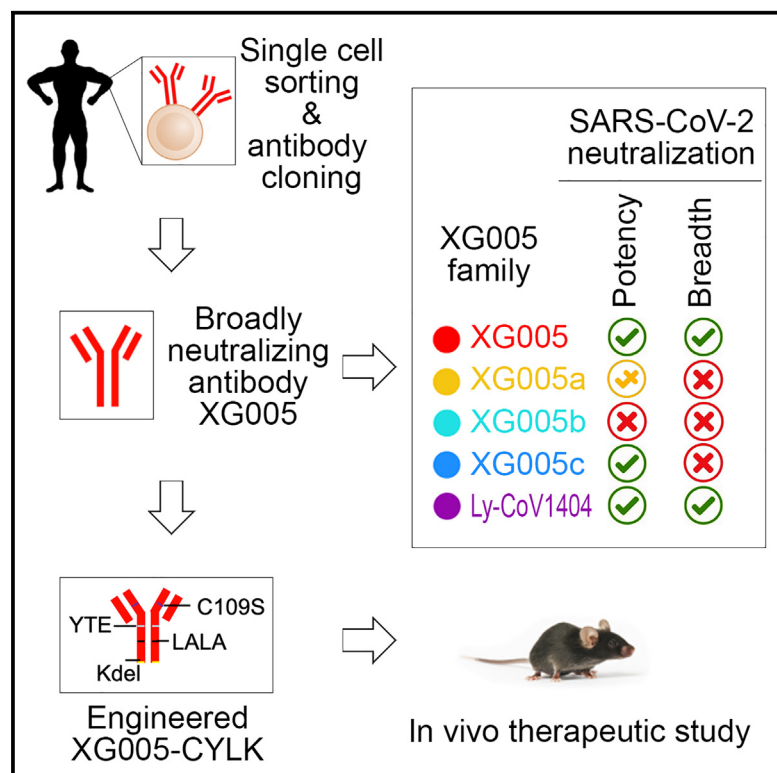 Single cell
sorting
&
antibody
cloning
Broadly
neutralizing
antibody
XG005
SARS-CoV-2
neutralization
XG005
family
Potency
Breadth
XG005
XG005a
XG005b
XG005c
Ly-CoV1404
C109S
YTE
LALA
Kdel
Engineered
XG005-CYLK
In vivo therapeutic study